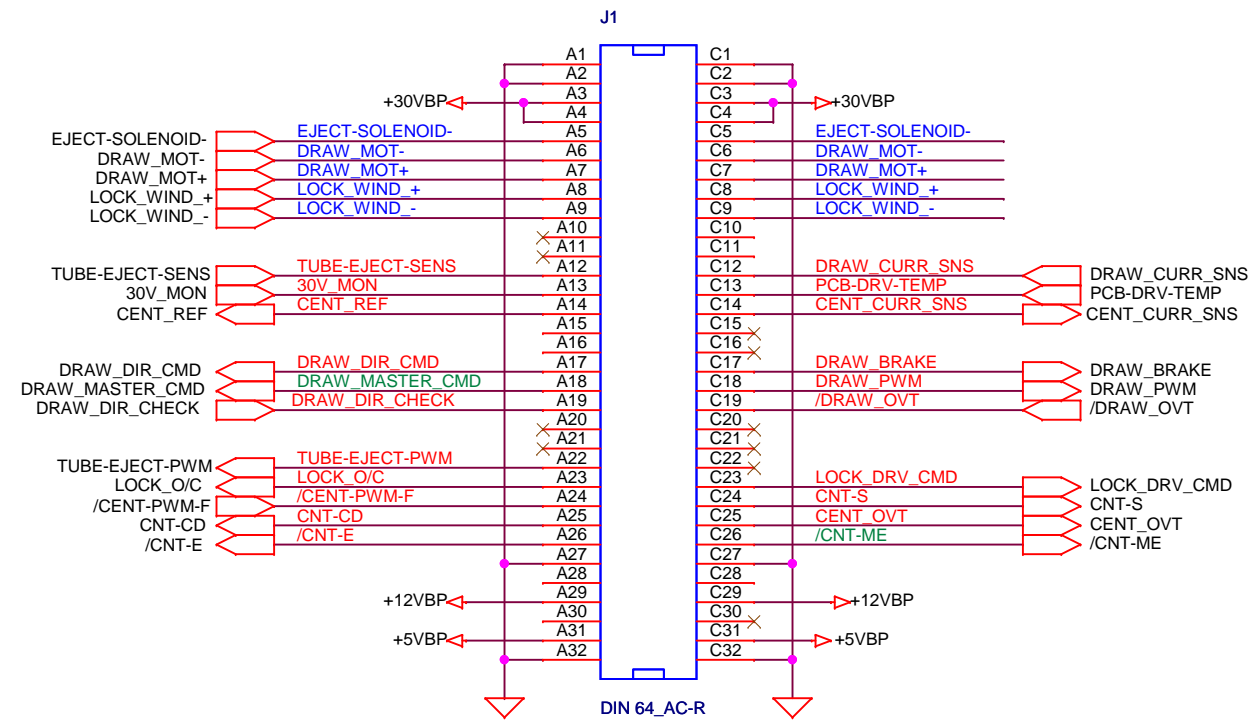 J1
A1 C1
A2 C2
+30VBP A3 C3 +30VBP
A4 C4
EJECT-SOLENOID- EJECT-SOLENOID- A5 C5 EJECT-SOLENOID-
DRAW_MOT- DRAW_MOT- A6 C6 DRAW_MOT-
DRAW_MOT+ DRAW_MOT+ A7 C7 DRAW_MOT+
LOCK_WIND_+ LOCK_WIND_+ A8 C8 LOCK_WIND_+
LOCK_WIND_- LOCK_WIND_- A9 C9 LOCK_WIND_-
A10 C10
A11 C11
TUBE-EJECT-SENS TUBE-EJECT-SENS A12 C12 DRAW_CURR_SNS DRAW_CURR_SNS
30V_MON 30V_MON A13 C13 PCB-DRV-TEMP PCB-DRV-TEMP
CENT_REF CENT_REF A14 C14 CENT_CURR_SNS CENT_CURR_SNS
A15 C15
A16 C16
DRAW_DIR_CMD DRAW_DIR_CMD A17 C17 DRAW_BRAKE DRAW_BRAKE
DRAW_MASTER_CMD DRAW_MASTER_CMD A18 C18 DRAW_PWM DRAW_PWM
DRAW_DIR_CHECK DRAW_DIR_CHECK A19 C19 /DRAW_OVT /DRAW_OVT
A20 C20
A21 C21
TUBE-EJECT-PWM TUBE-EJECT-PWM A22 C22
LOCK_O/C LOCK_O/C A23 C23 LOCK_DRV_CMD LOCK_DRV_CMD
/CENT-PWM-F /CENT-PWM-F A24 C24 CNT-S CNT-S
CNT-CD CNT-CD A25 C25 CENT_OVT CENT_OVT
/CNT-E /CNT-E A26 C26 /CNT-ME /CNT-ME
A27 C27
A28 C28
+12VBP A29 C29 +12VBP
A30 C30
+5VBP A31 C31 +5VBP
A32 C32
DIN 64_AC-R